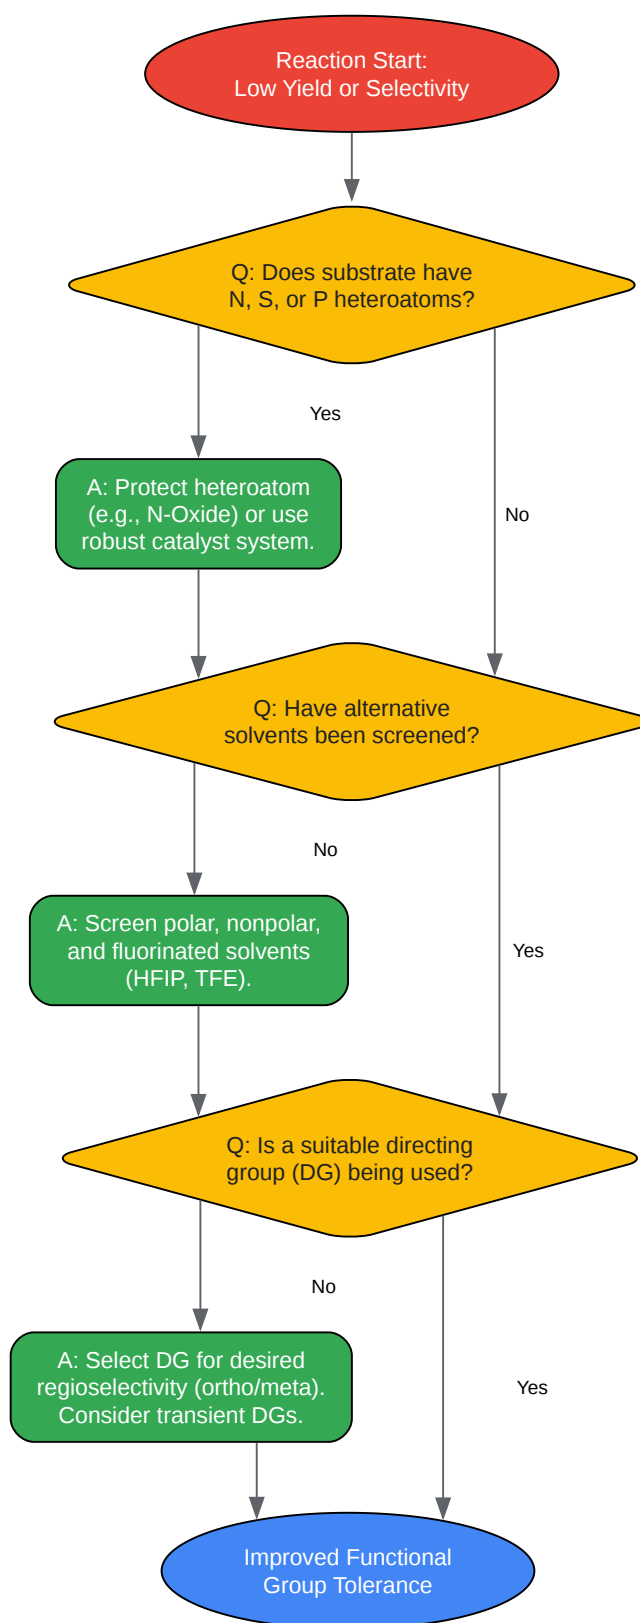 Reaction Start:
Low Yield or Selectivity
Q: Does substrate have
N, S, or P heteroatoms?
Yes
A: Protect heteroatom
(e.g., N-Oxide) or use
robust catalyst system.
No
Q: Have alternative
solvents been screened?
No
A: Screen polar, nonpolar,
and fluorinated solvents
(HFIP, TFE).
Yes
Q: Is a suitable directing
group (DG) being used?
No
A: Select DG for desired
regioselectivity (ortho/meta).
Consider transient DGs.
Yes
Improved Functional
Group Tolerance